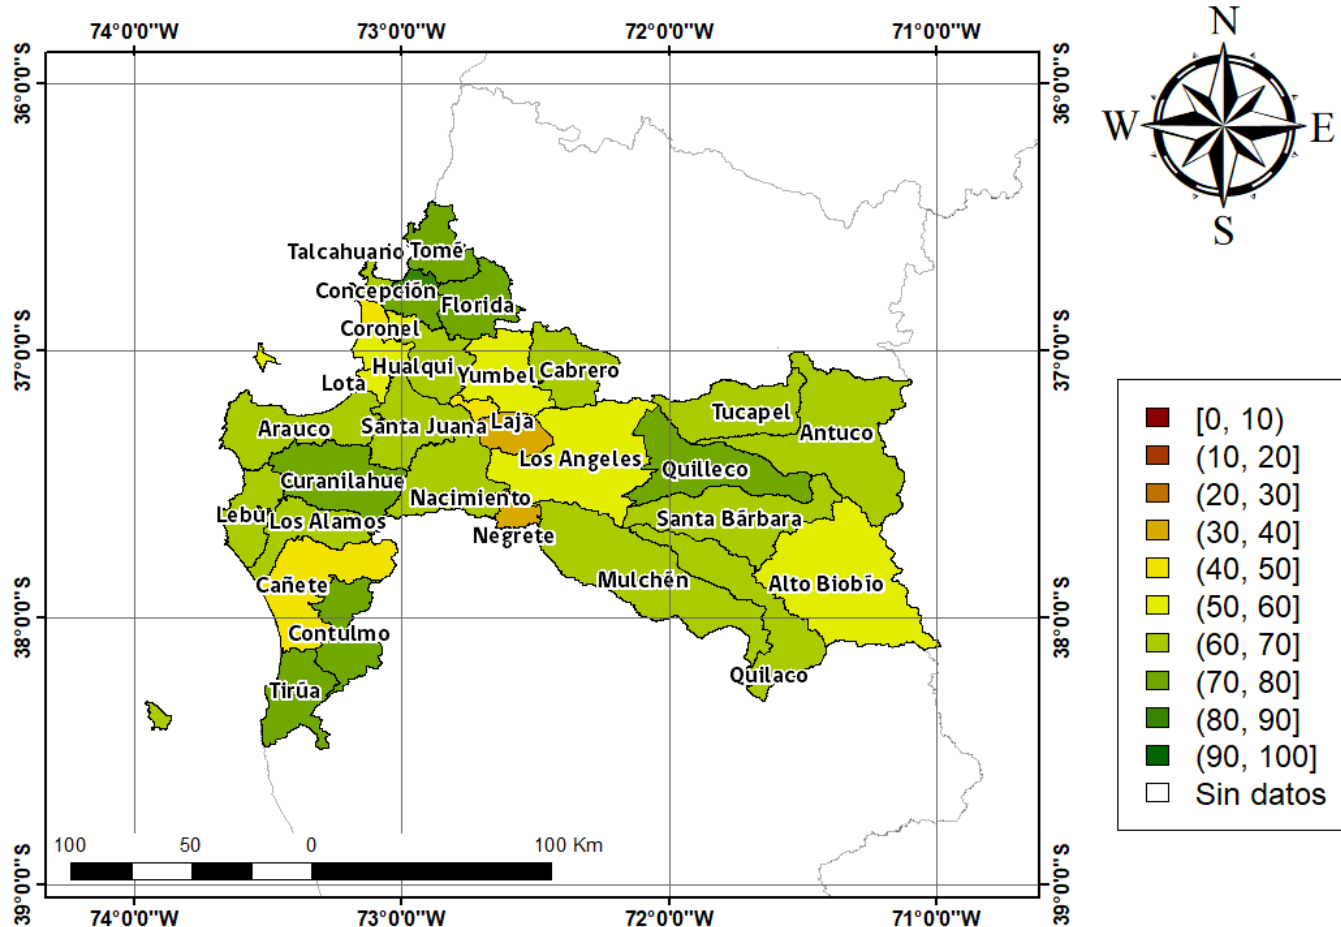 74°0'0"W 73°0'0"W 72°0'0"W 71°0'0"W
36°0'0"S
37°0'0"S
38°0'0"S
39°0'0"S
36°0'0"S
37°0'0"S
38°0'0"S
39°0'0"S
N
W E
S
Talcahuano Tomé
Concepción
Florida
Coronel
Hualqui
Yumbel
Cabrero
Lota
Tucapel
Arauco
Santa Juana
Laja
Antuco
Los Angeles
Quilleco
Curanilahue
Nacimiento
Lebu
Los Alamos
Santa Bárbara
Negrete
Cañete
Mulchén
Alto Biobío
Contulmo
Quilaco
Tirúa
100 50 0 100 Km
74°0'0"W 73°0'0"W 72°0'0"W 71°0'0"W
[0, 10)
(10, 20]
(20, 30]
(30, 40]
(40, 50]
(50, 60]
(60, 70]
(70, 80]
(80, 90]
(90, 100]
Sin datos